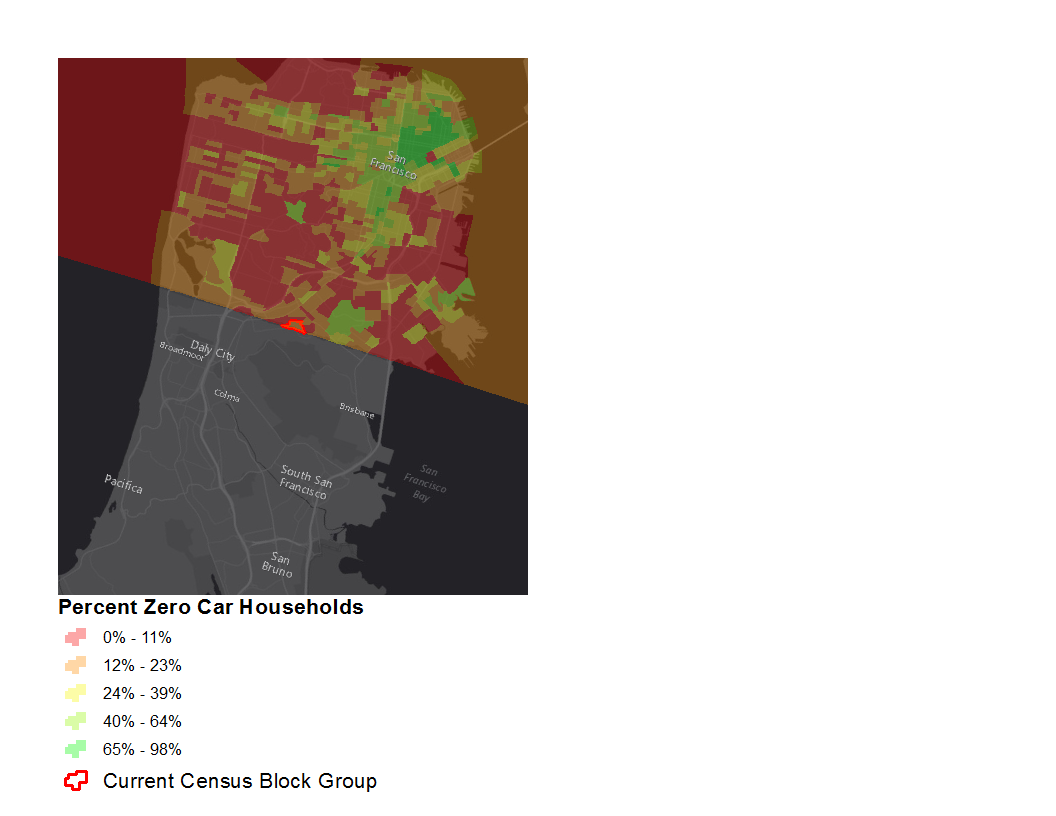 San
Francisco
Daly City
Broadmoor
Colma
Brisbane
San
Francisco
Bay
Pacifica
South San
Francisco
San
Bruno
Percent Zero Car Households
0% - 11%
12% - 23%
24% - 39%
40% - 64%
65% - 98%
Current Census Block Group